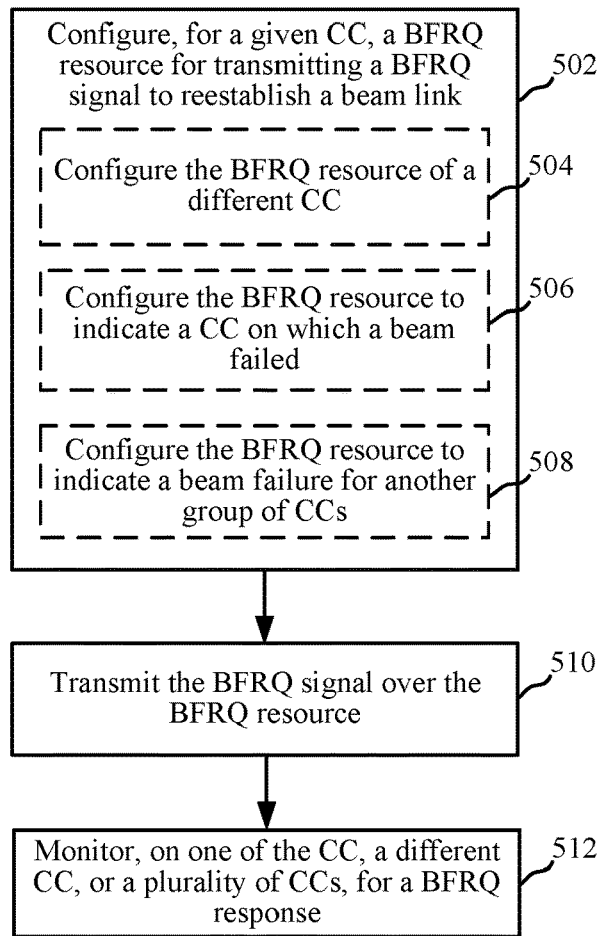 Configure, for a given CC, a BFRQ
resource for transmitting a BFRQ
signal to reestablish a beam link
502
Configure the BFRQ resource of a
different CC
504
Configure the BFRQ resource to
indicate a CC on which a beam
failed
506
Configure the BFRQ resource to
indicate a beam failure for another
group of CCs
508
Transmit the BFRQ signal over the
BFRQ resource
510
Monitor, on one of the CC, a different
CC, or a plurality of CCs, for a BFRQ
response
512